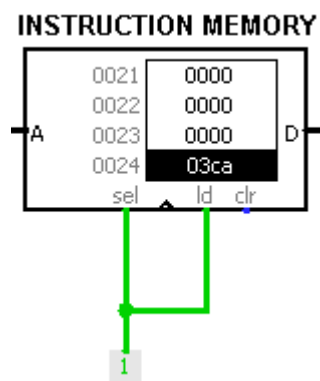 INSTRUCTION MEMORY
0021 0000
0022 0000
A 0023 0000 D
0024 03ca
sel ld clr
1